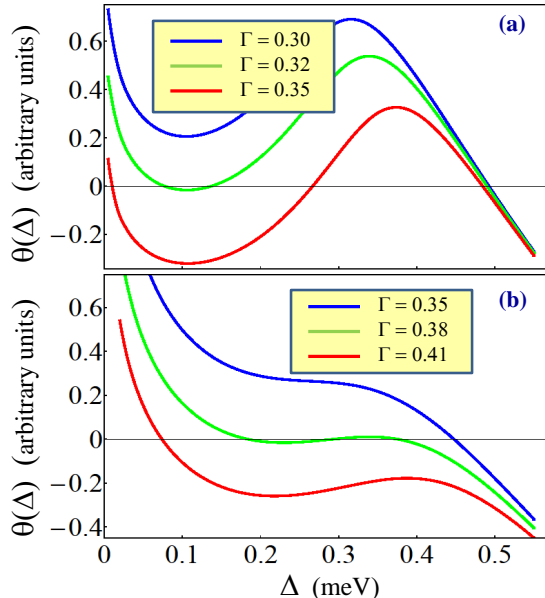 (a)
Γ = 0.30
Γ = 0.32
Γ = 0.35
0.6
0.4
0.2
0
−0.2
θ(Δ) (arbitrary units)
(b)
Γ = 0.35
Γ = 0.38
Γ = 0.41
0.6
0.4
0.2
0
−0.2
−0.4
θ(Δ) (arbitrary units)
0 0.1 0.2 0.3 0.4 0.5
Δ (meV)